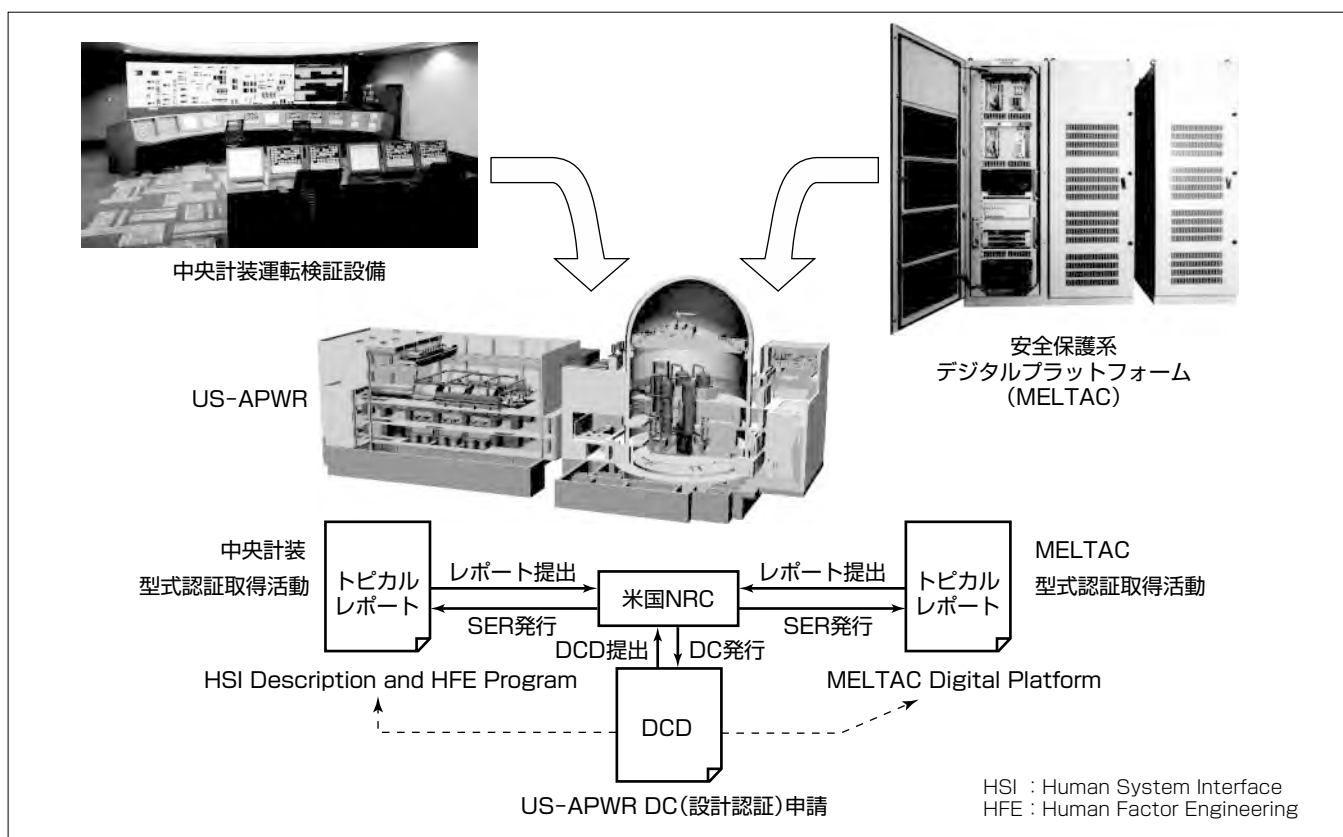 中央計装運転検証設備
安全保護系
デジタルプラットフォーム
（MELTAC）
US-APWR
中央計装
型式認証取得活動
トピカル
レポート
レポート提出
SER発行
米国NRC
レポート提出
SER発行
トピカル
レポート
MELTAC
型式認証取得活動
DCD提出
DC発行
HSI Description and HFE Program
MELTAC Digital Platform
DCD
US-APWR DC（設計認証）申請
HSI ：Human System Interface
HFE：Human Factor Engineering